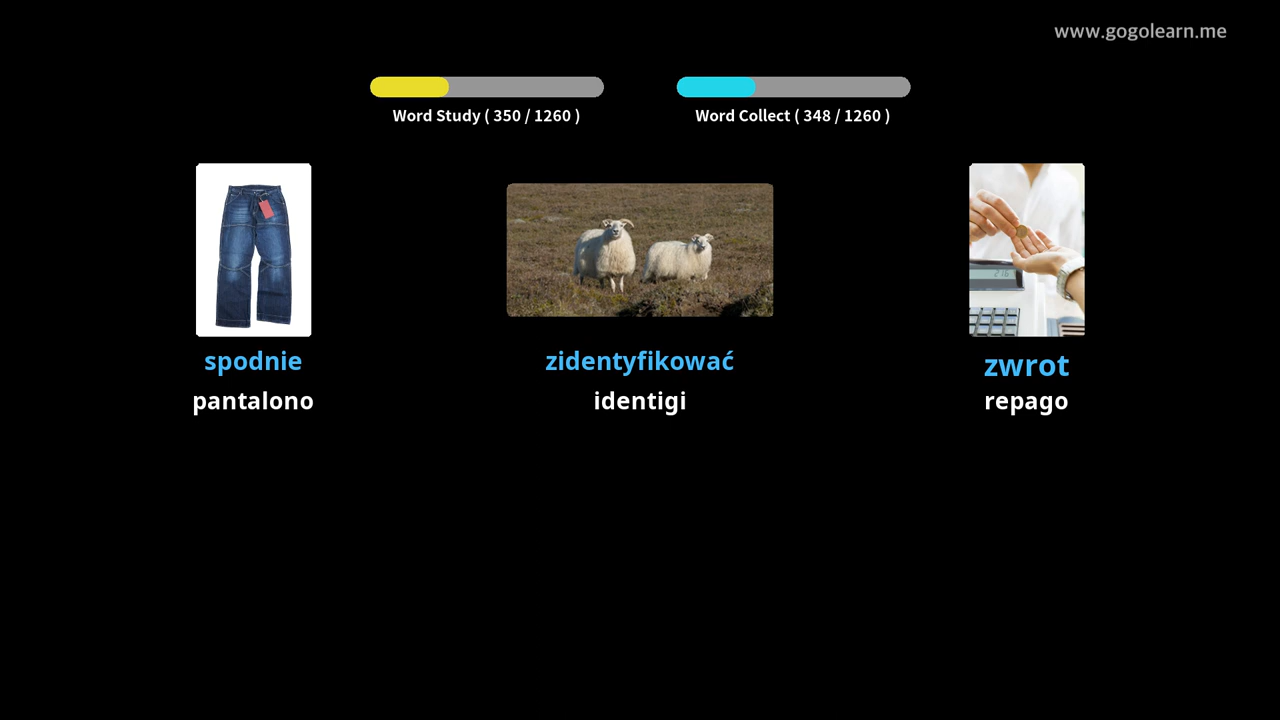 www.gogolearn.me
Word Study ( 350 / 1260 )
Word Collect ( 348 / 1260 )
spodnie
pantalono
zidentyfikować
identigi
zwrot
repago